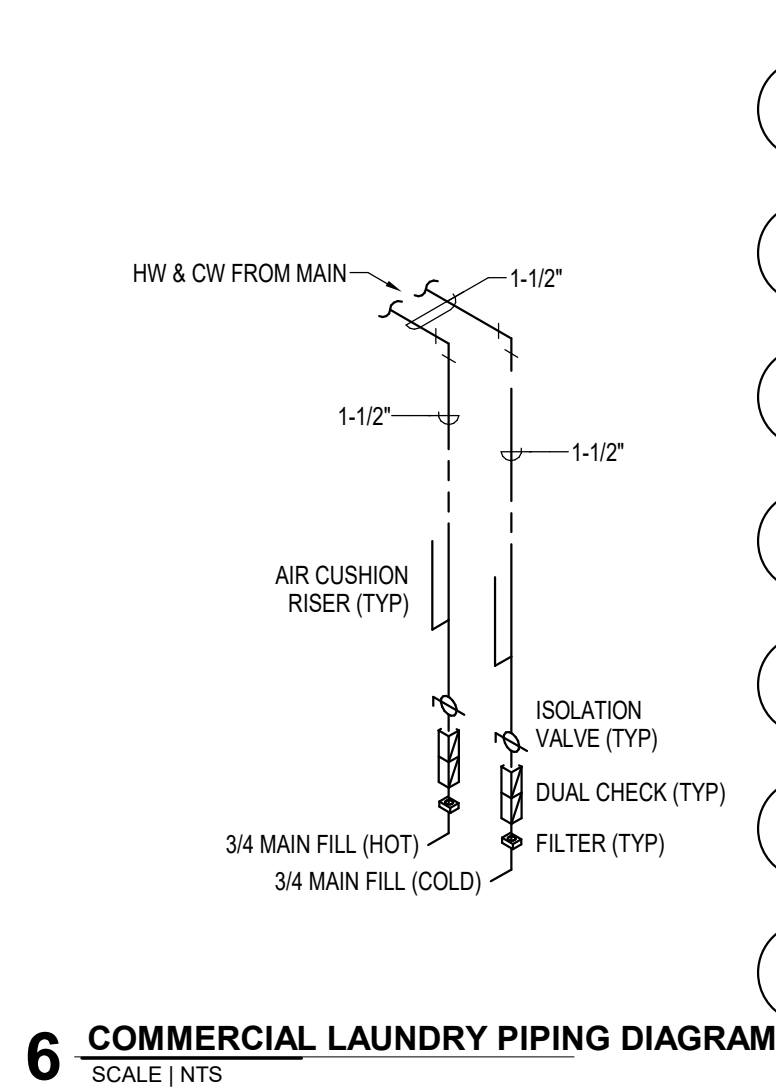 HW & CW FROM MAIN
1-1/2"
1-1/2"
1-1/2"
AIR CUSHION
RISER (TYP)
ISOLATION
VALVE (TYP)
DUAL CHECK (TYP)
3/4 MAIN FILL (HOT)
FILTER (TYP)
3/4 MAIN FILL (COLD)
6 COMMERCIAL LAUNDRY PIPING DIAGRAM
SCALE | NTS